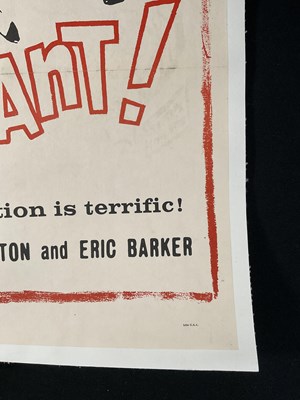 ANT!
tion is terrific!
TON and ERIC BARKER